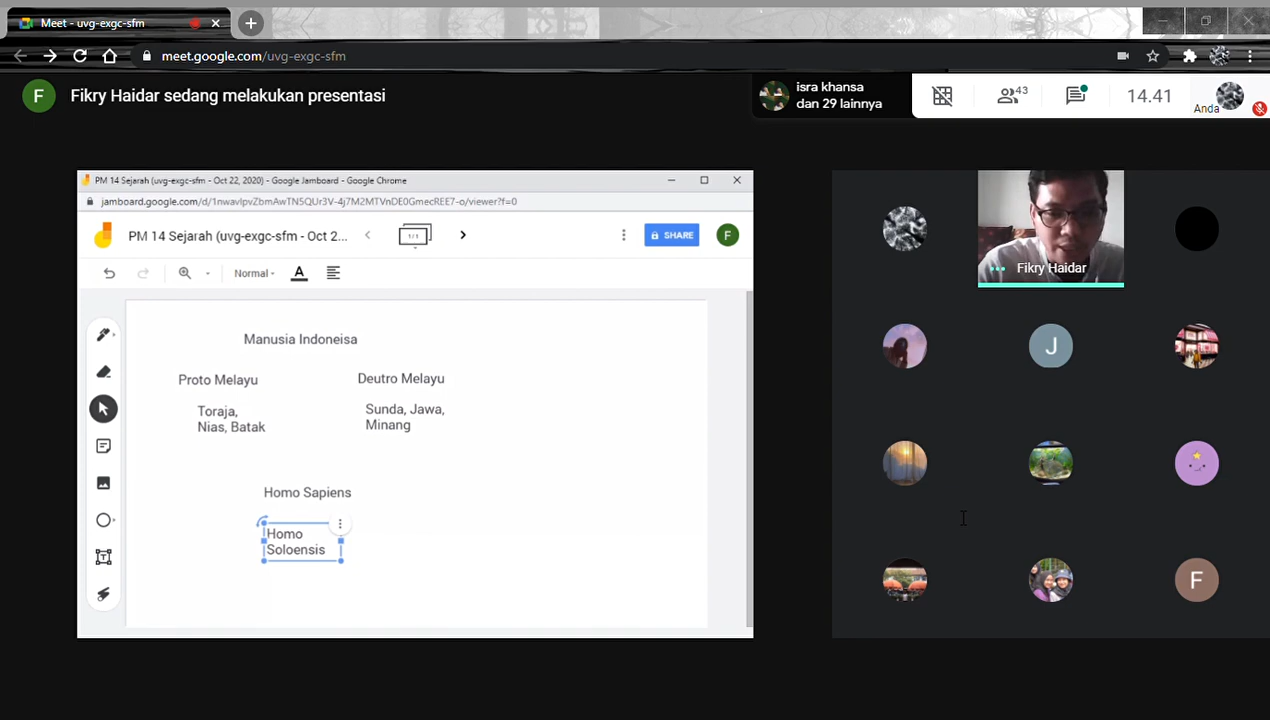 Meet - uvg-exgc-sfm
meet.google.com/uvg-exgc-sfm
F
Fikry Haidar sedang melakukan presentasi
isra khansa
dan 29 lainnya
43
14.41
Anda
PM 14 Sejarah (uvg-exgc-sfm - Oct 22, 2020) - Google Jamboard - Google Chrome
jamboard.google.com/d/1nwavIpvZbmAwTN5QUr3V-4j7M2MTVnDE0GmecREE7-o/viewer?f=0
PM 14 Sejarah (uvg-exgc-sfm - Oct 2...
1/1
SHARE
F
Normal
A
Manusia Indoneisa
Proto Melayu
Deutro Melayu
Toraja,
Nias, Batak
Sunda, Jawa,
Minang
Homo Sapiens
Homo
Soloensis
Fikry Haidar
J
F